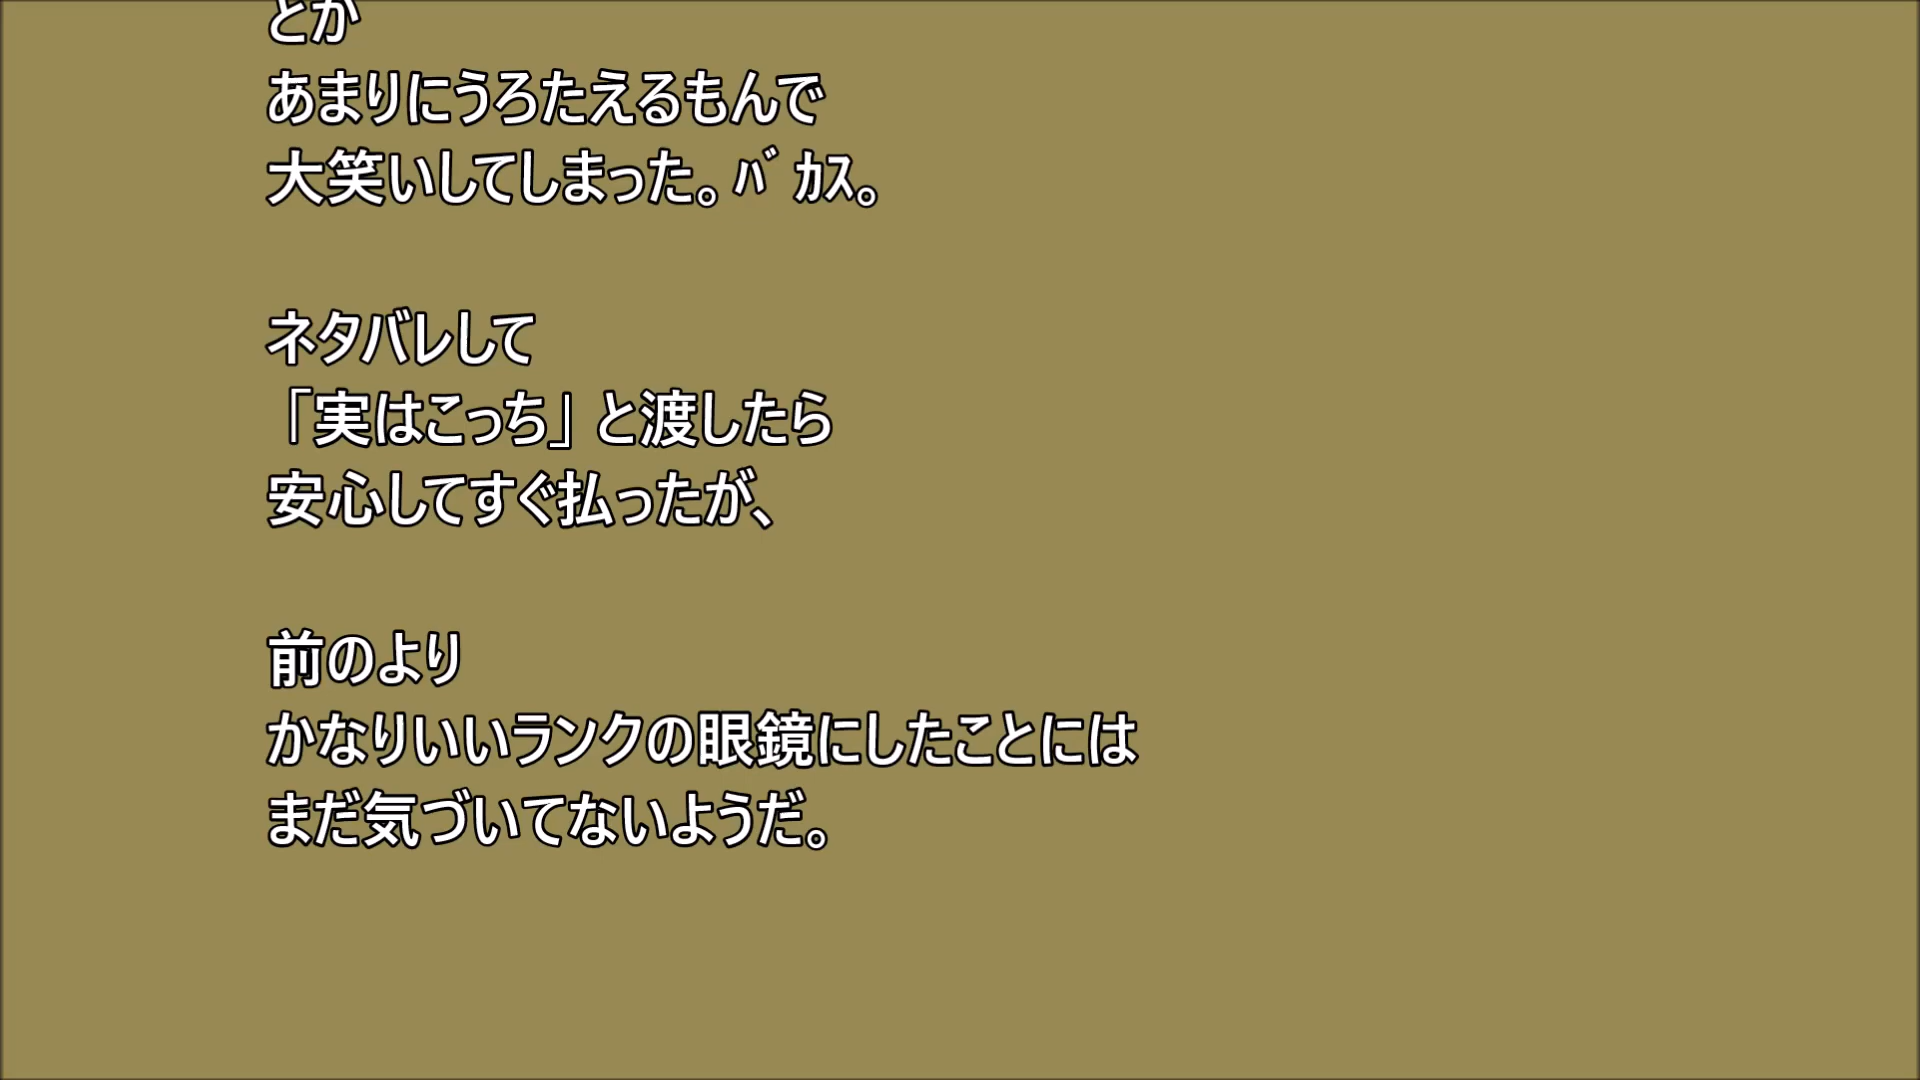 とか
あまりにうろたえるもんで
大笑いしてしまった。ﾊﾞｶｽ。
ネタバレして
「実はこっち」と渡したら
安心してすぐ払ったが、
前のより
かなりいいランクの眼鏡にしたことには
まだ気づいてないようだ。